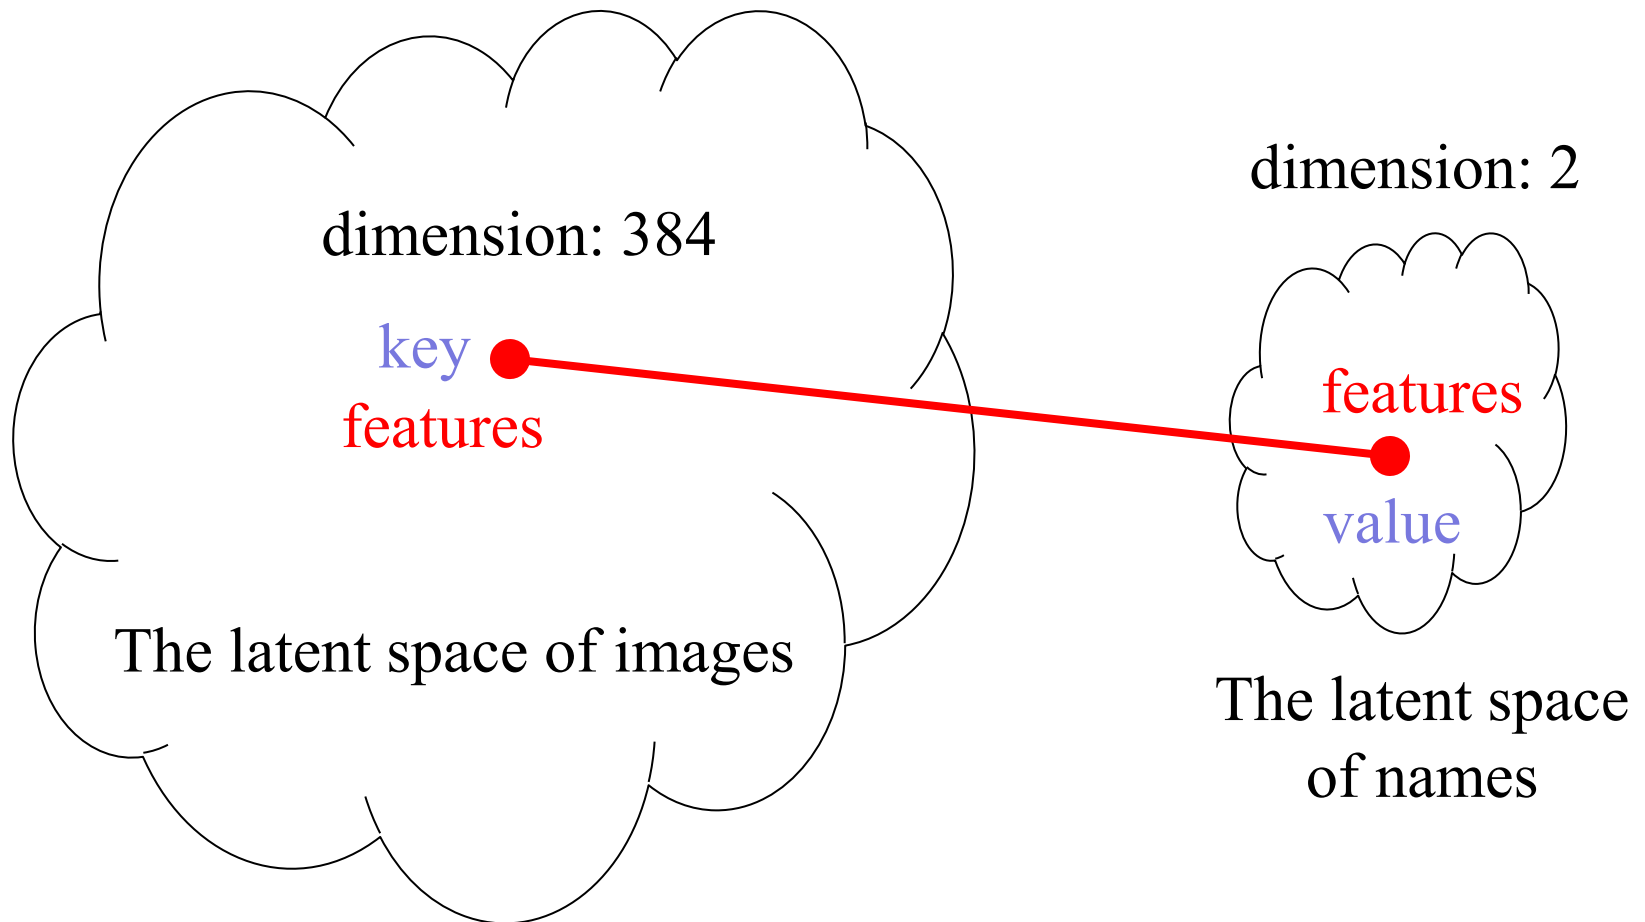 dimension: 384
key
features
The latent space of images
dimension: 2
features
value
The latent space
of names